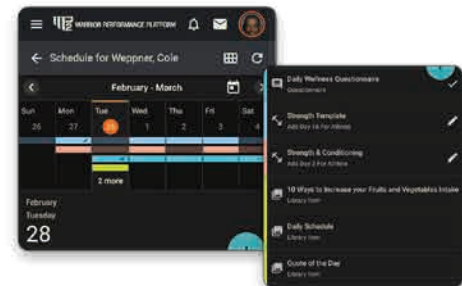 WARRIOR PERFORMANCE PLATFORM
Schedule for Weppner, Cole
February - March
Sun Mon Tue Wed Thu Fri Sat
26 27 28 1 2 3 4
2 more
February
Tuesday
28
Daily Wellness Questionnaire
Questionnaire
Strength Template
Strength & Conditioning
10 Ways to Increase your Fruits and Vegetables Intake
Library Item
Daily Schedule
Library Item
Quote of the Day
Library Item